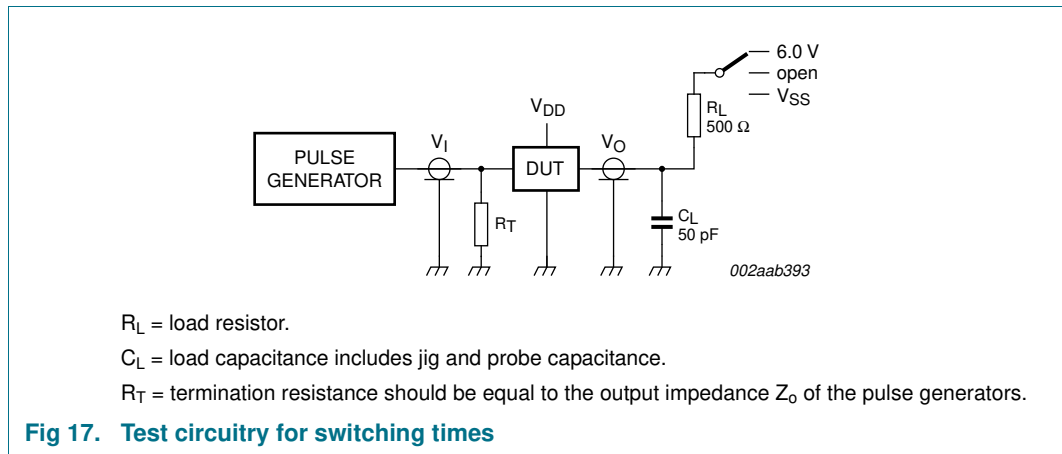 6.0 V
open
VSS
RL
500 Ω
VDD
VI
VO
PULSE
GENERATOR
DUT
RT
CL
50 pF
002aab393
RL = load resistor.
CL = load capacitance includes jig and probe capacitance.
RT = termination resistance should be equal to the output impedance Zo of the pulse generators.
Fig 17. Test circuitry for switching times